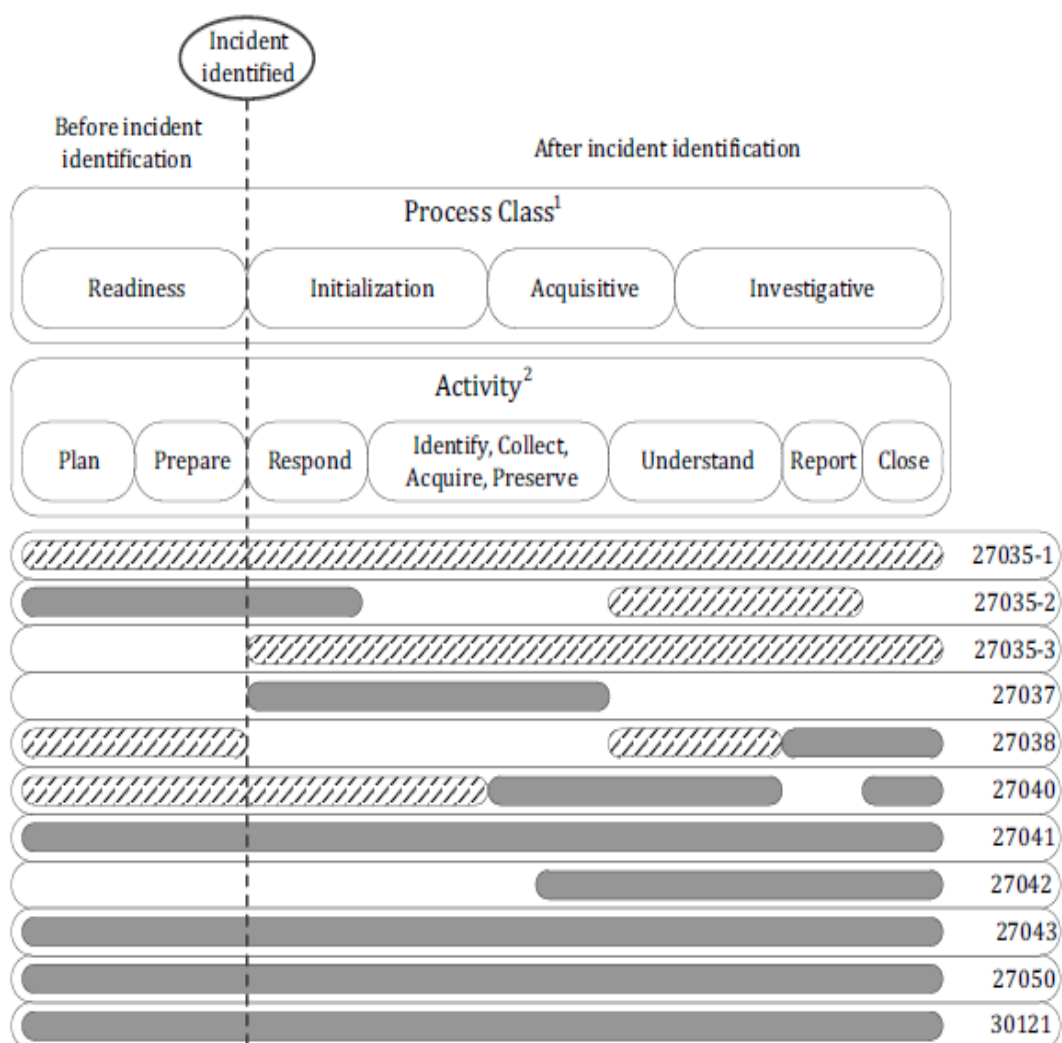 Incident
identified
Before incident
identification
After incident identification
Process Class¹
Readiness
Initialization
Acquisitive
Investigative
Activity²
Plan
Prepare
Respond
Identify, Collect,
Acquire, Preserve
Understand
Report
Close
27035-1
27035-2
27035-3
27037
27038
27040
27041
27042
27043
27050
30121